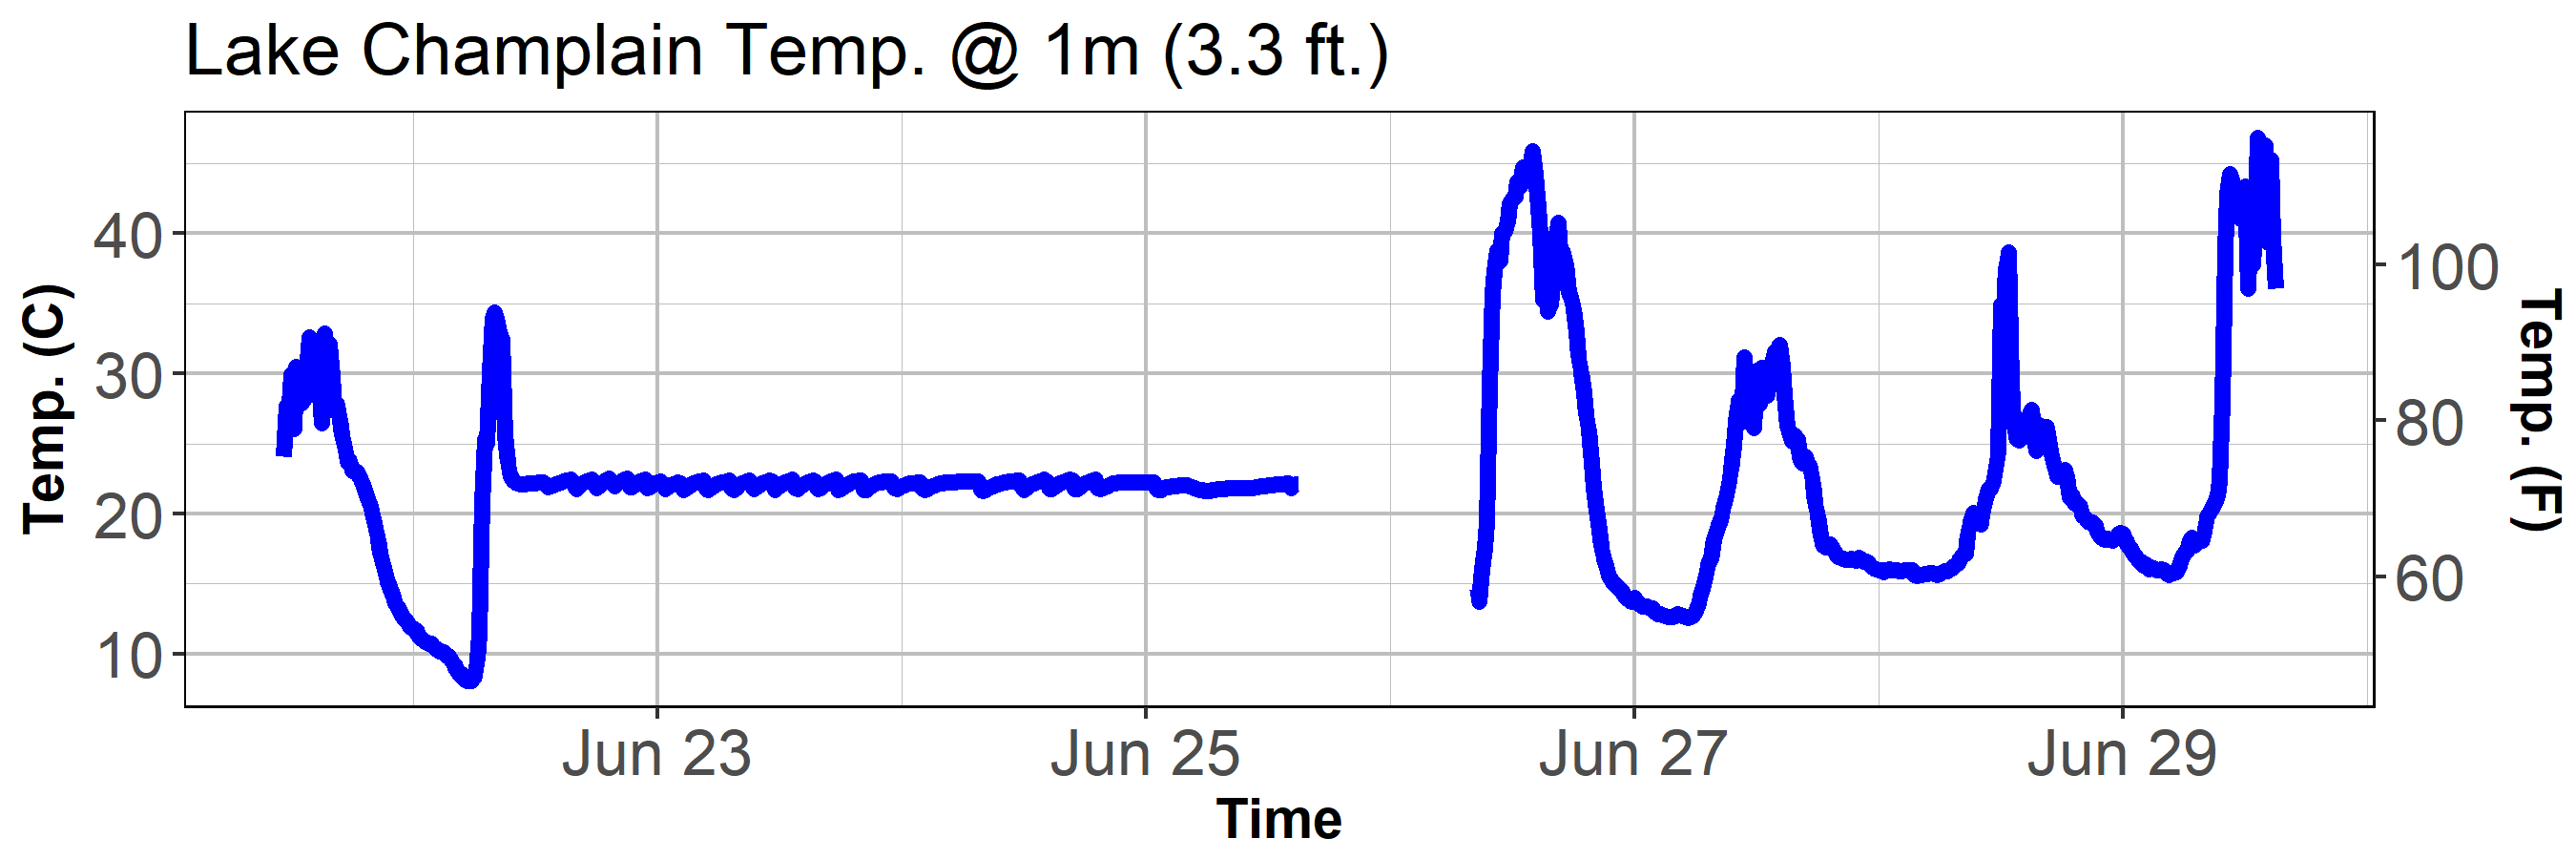 Lake Champlain Temp. @ 1m (3.3 ft.)
Temp. (C)
40
30
20
10
100
80
60
Temp. (F)
Jun 23 Jun 25 Jun 27 Jun 29
Time